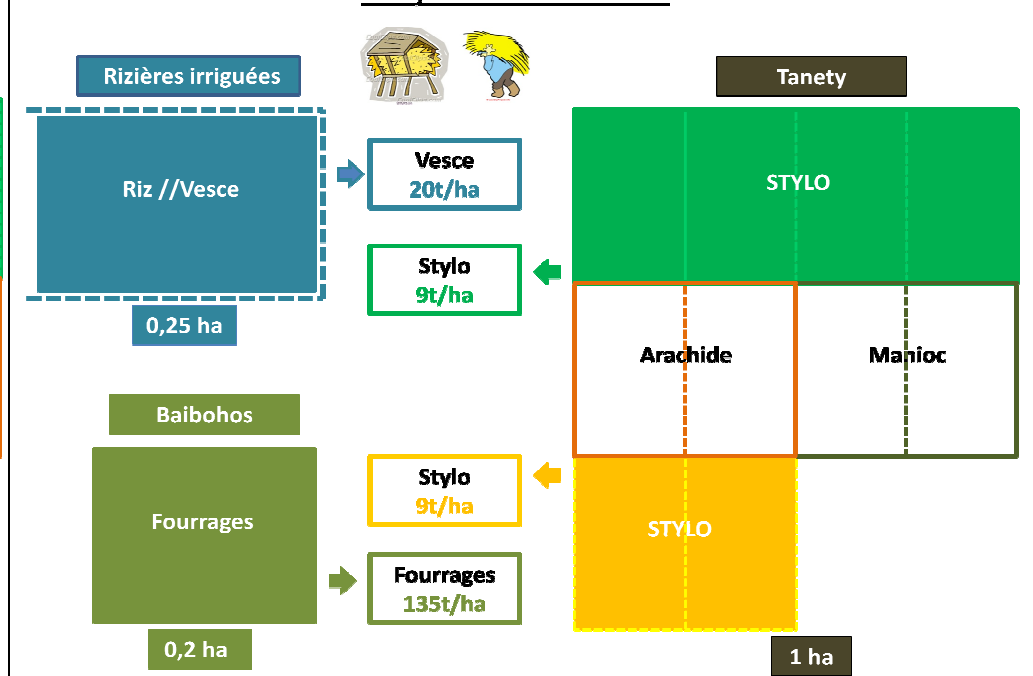 Rizières irriguées
Tanety
Riz //Vesce
Vesce
20t/ha
STYLO
Stylo
9t/ha
0,25 ha
Arachide
Manioc
Baibohos
Stylo
9t/ha
Fourrages
STYLO
Fourrages
135t/ha
0,2 ha
1 ha